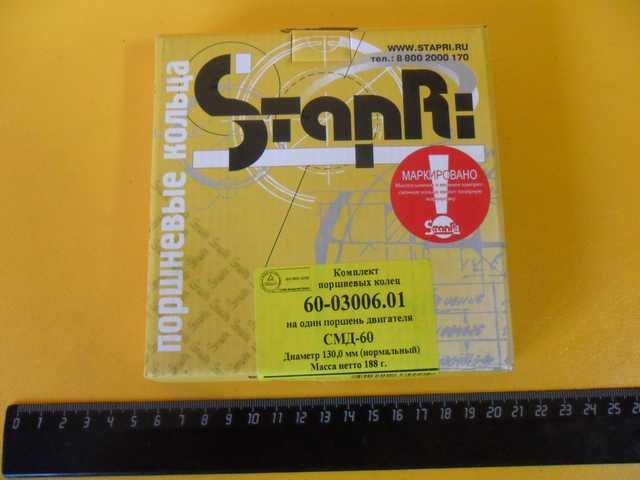 WWW.STAPRI.RU
тел.: 8 800 2000 170
StapRi
поршневые кольца
МАРКИРОВАНО
StapRi
Комплект
поршневых колец
60-03006.01
на один поршень двигателя
СМД-60
Диаметр 130,0 мм (нормальный)
Масса нетто 188 г.
0 1 2 3 4 5 6 7 8 9 10 11 12 13 14 15 16 17 18 19 20 21 22 23 24 25 26